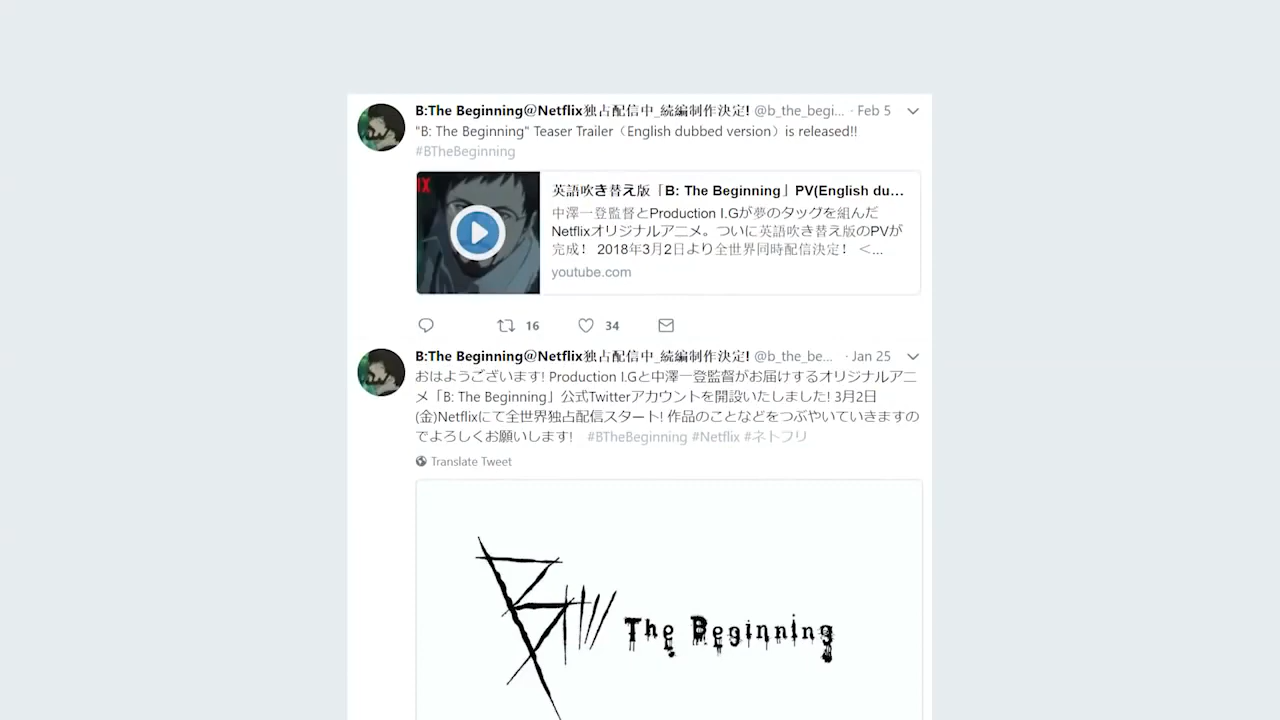 B:The Beginning@Netflix独占配信中_続編制作決定! @b_the_begi... · Feb 5
"B: The Beginning" Teaser Trailer（English dubbed version）is released!!
#BTheBeginning
英語吹き替え版「B: The Beginning」PV(English du...
中澤一登監督とProduction I.Gが夢のタッグを組んだ
Netflixオリジナルアニメ。ついに英語吹き替え版のPVが
完成！ 2018年3月2日より全世界同時配信決定！ ＜...
youtube.com
16 34
B:The Beginning@Netflix独占配信中_続編制作決定! @b_the_be... · Jan 25
おはようございます! Production I.Gと中澤一登監督がお届けするオリジナルアニ
メ「B: The Beginning」公式Twitterアカウントを開設いたしました! 3月2日
(金)Netflixにて全世界独占配信スタート! 作品のことなどをつぶやいていきますの
でよろしくお願いします! #BTheBeginning #Netflix #ネトフリ
Translate Tweet
B The Beginning